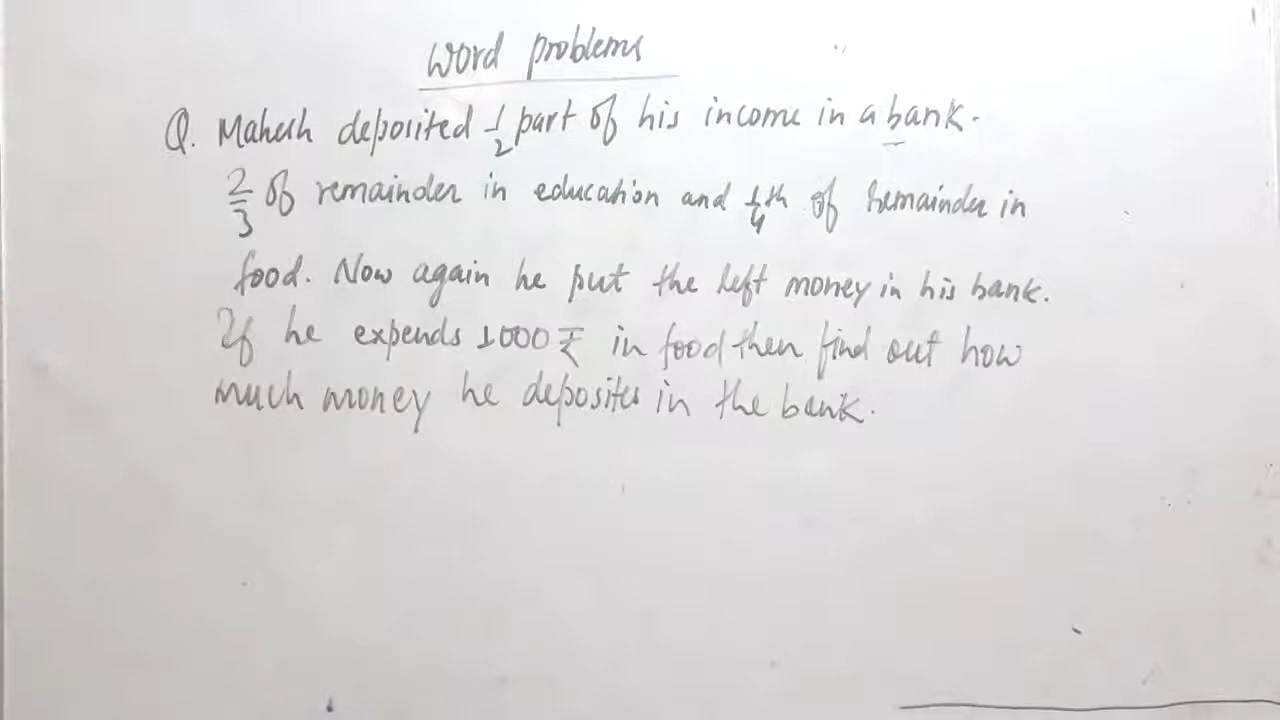 Word problems
Q. Mahesh deposited 1/2 part of his income in a bank.
2/3 of remainder in education and 1/4th of remainder in
food. Now again he put the left money in his bank.
If he expends 1000 ₹ in food then find out how
much money he deposites in the bank.